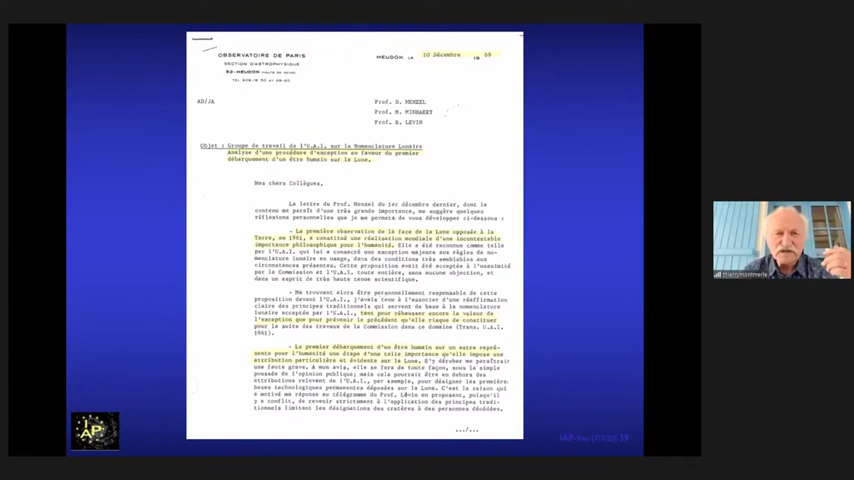 OBSERVATOIRE DE PARIS
SECTION D'ASTROPHYSIQUE
92-MEUDON (HAUTS DE SEINE)
MEUDON LE 10 Décembre 19 68
AD/JA
Prof. D. MENZEL
Prof. M. MINNAERT
Prof. B. LEVIN
Objet : Groupe de travail de l'U.A.I. sur la Nomenclature Lunaire
Analyse d'une procédure d'exception en faveur du premier
débarquement d'un être humain sur la Lune.
Mes chers Collègues,
La lettre du Prof. Menzel du 1er décembre dernier, dont le
contenu me paraît d'une très grande importance, me suggère quelques
réflexions personnelles que je me permets de vous développer ci-dessous :
- La première observation de la face de la Lune opposée à la
Terre, en 1961, a constitué une réalisation mondiale d'une incontestable
importance philosophique pour l'humanité. Elle a été reconnue comme telle
par l'U.A.I. qui lui a consacré une exception majeure aux règles de no-
menclature lunaire en usage, dans des conditions très semblables aux
circonstances présentes. Cette proposition avait été acceptée à l'unanimité
par la Commission et l'U.A.I. toute entière, sans aucune objection, et
dans un esprit de très haute tenue scientifique.
- Me trouvant alors être personnellement responsable de cette
proposition devant l'U.A.I., j'avais tenu à l'associer d'une réaffirmation
claire des principes traditionnels qui servent de base à la nomenclature
lunaire acceptée par l'U.A.I., tant pour rehausser encore la valeur de
l'exception que pour prévenir le précédent qu'elle risque de constituer
pour la suite des travaux de la Commission dans ce domaine (Trans. U.A.I.
1961).
- Le premier débarquement d'un être humain sur un astre repré-
sente pour l'humanité une étape d'une telle importance qu'elle impose une
attribution particulière et évidente sur la Lune. S'y dérober me paraîtrait
une faute grave. A mon avis, elle se fera de toute façon, sous la simple
poussée de l'opinion publique; mais cela pourrait être en dehors des
attributions relevant de l'U.A.I., par exemple, pour désigner les premières
bases technologiques permanentes déposées sur la Lune. C'est la raison qui
a motivé ma réponse au télégramme du Prof. Lévin en proposant, puisqu'il
y a conflit, de revenir strictement à l'application des principes tradi-
tionnels limitant les désignations des cratères à des personnes décédées.
.../...
IAP
IAP-Visio (7/7/20) 39
thierrymontmerle